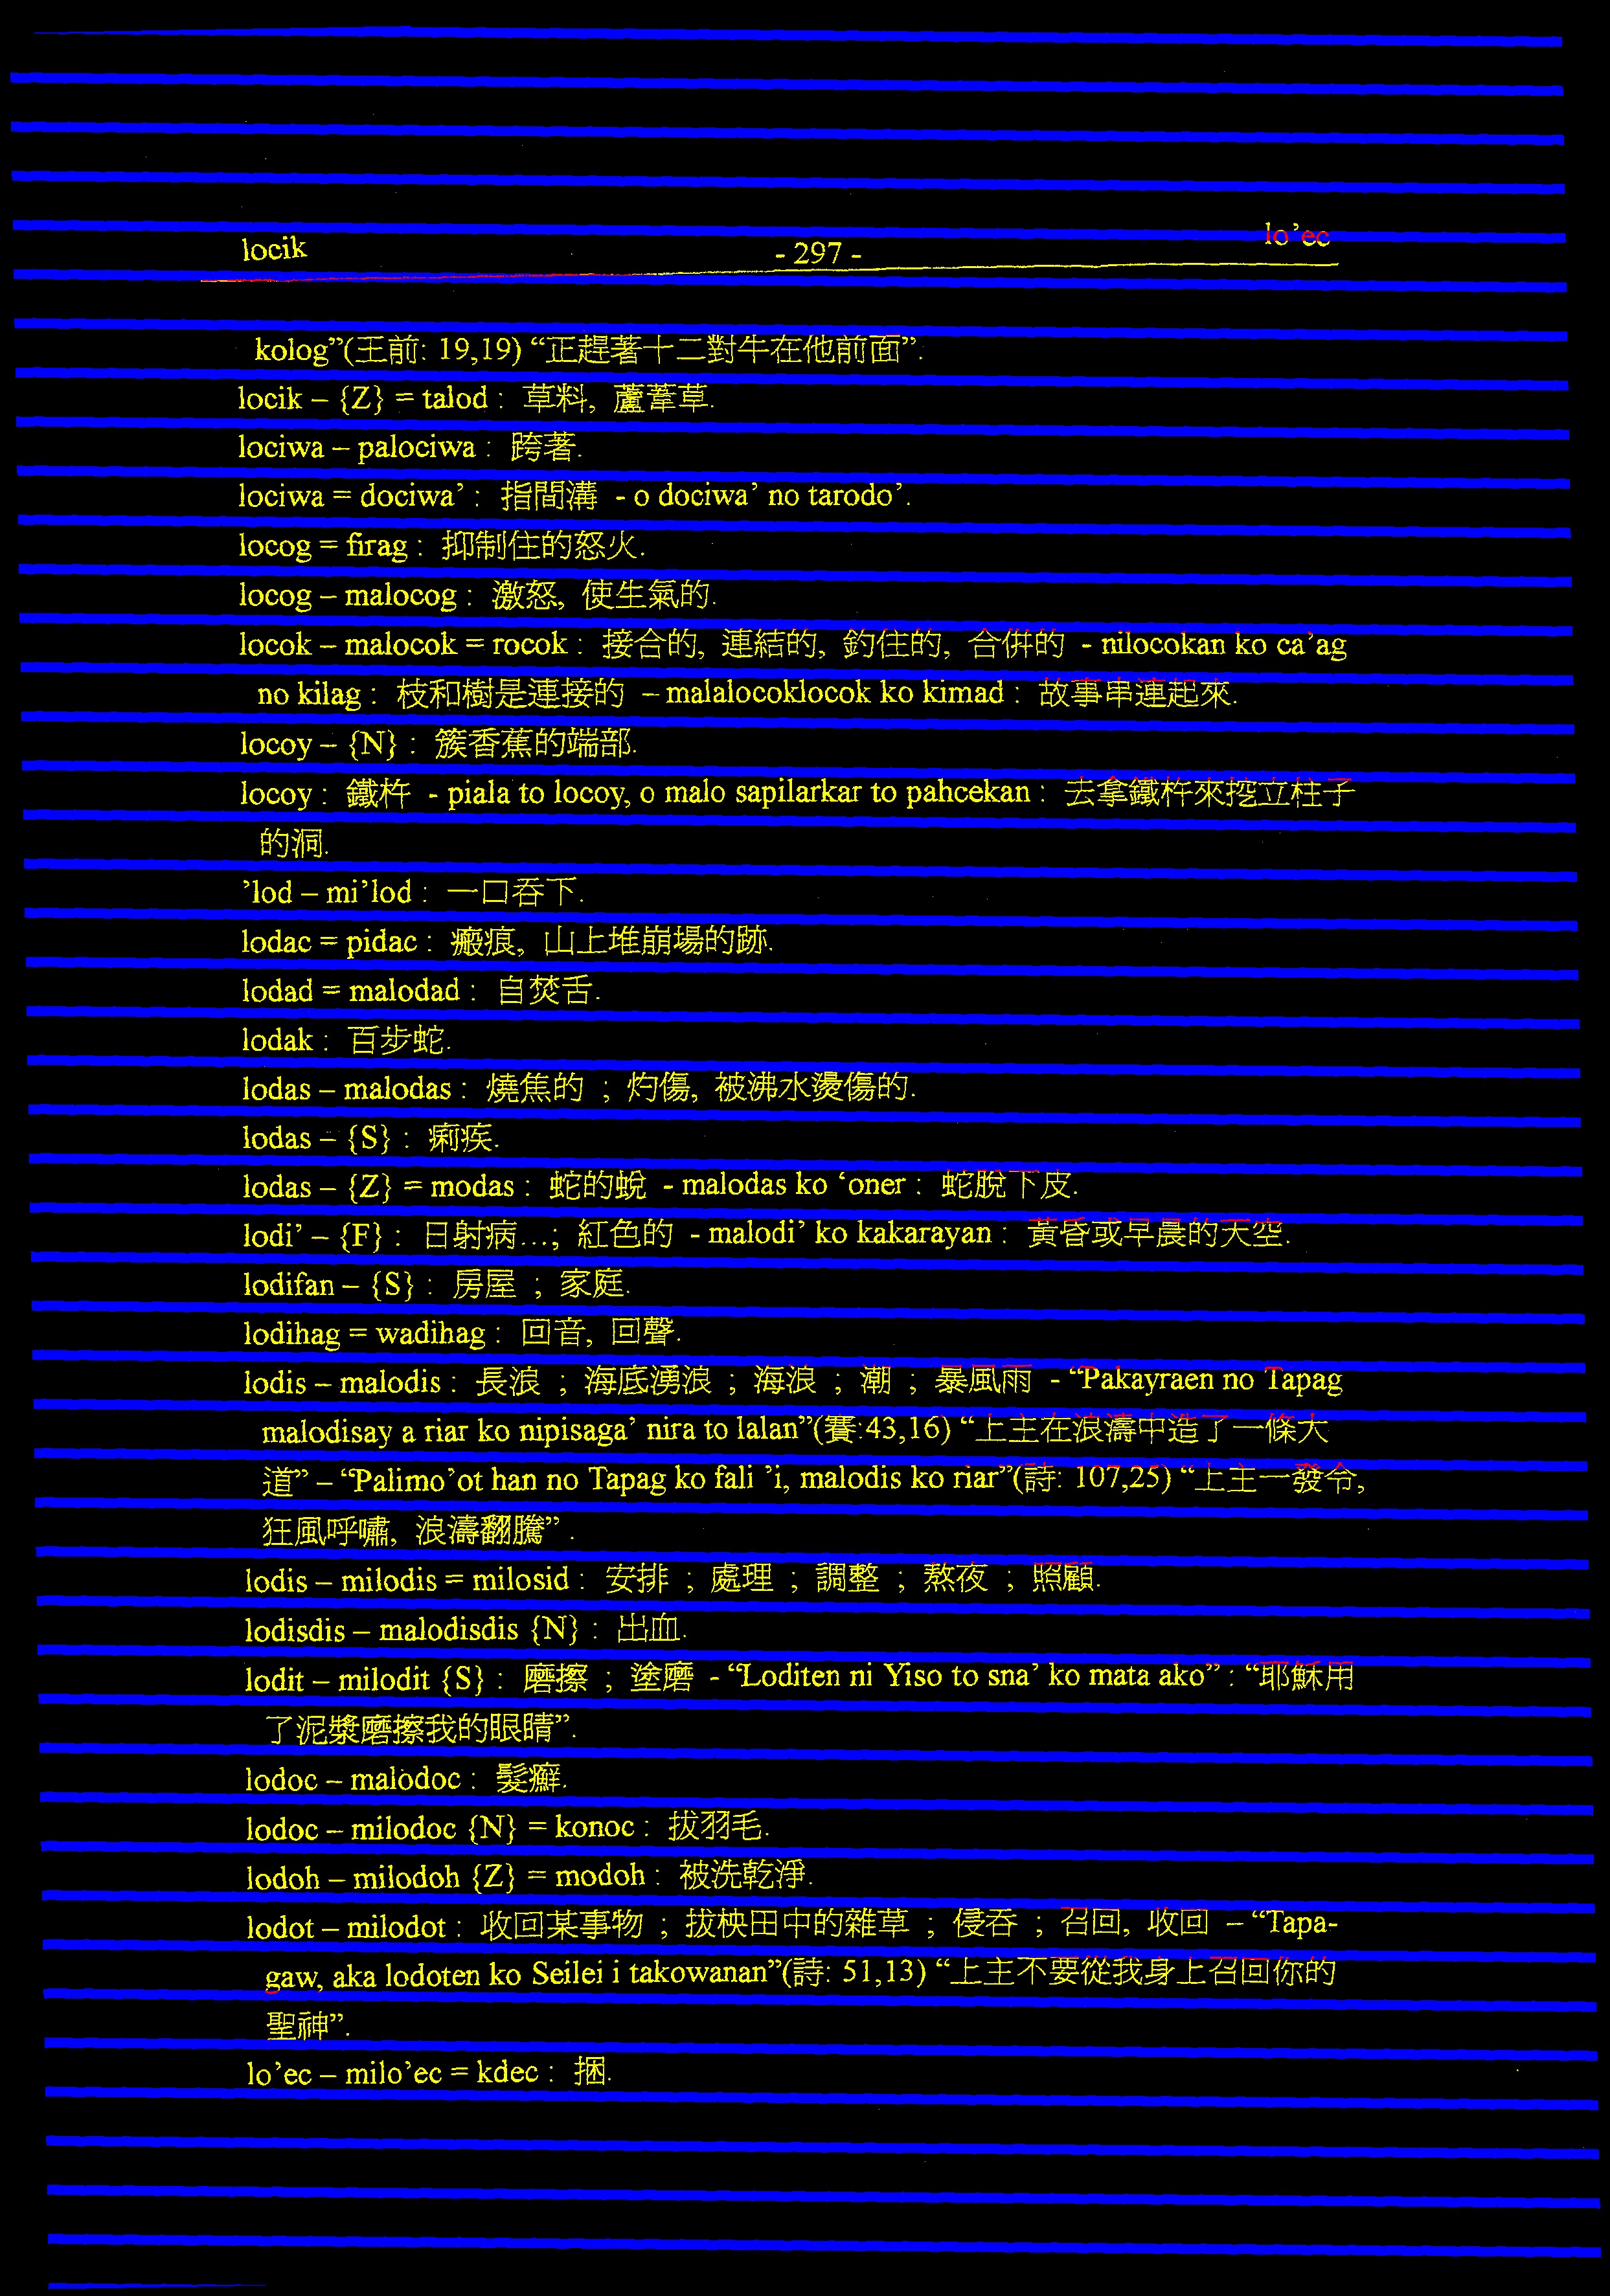 locik - 297 - lo’ec
kolog”(王前: 19,19) “正趕著十二對牛在他前面”.
locik – {Z} = talod : 草料, 蘆葦草.
lociwa – palociwa : 跨著.
lociwa = dociwa’ : 指間溝 - o dociwa’ no tarodo’.
locog = firag : 抑制住的怒火.
locog – malocog : 激怒, 使生氣的.
locok – malocok = rocok : 接合的, 連結的, 釣住的, 合併的 - nilocokan ko ca’ag
no kilag : 枝和樹是連接的 – malalocoklocok ko kimad : 故事串連起來.
locoy – {N} : 簇香蕉的端部.
locoy : 鐵杵 - piala to locoy, o malo sapilarkar to pahcekan : 去拿鐵杵來挖立柱子
的洞.
’lod – mi’lod : 一口吞下.
lodac = pidac : 瘢痕, 山上堆崩場的跡.
lodad = malodad : 自焚舌.
lodak : 百步蛇.
lodas – malodas : 燒焦的 ; 灼傷, 被沸水燙傷的.
lodas – {S} : 痢疾.
lodas – {Z} = modas : 蛇的蛻 - malodas ko ‘oner : 蛇脫下皮.
lodi’ – {F} : 日射病...; 紅色的 - malodi’ ko kakarayan : 黃昏或早晨的天空.
lodifan – {S} : 房屋 ; 家庭.
lodihag = wadihag : 回音, 回聲.
lodis – malodis : 長浪 ; 海底湧浪 ; 海浪 ; 潮 ; 暴風雨 - “Pakayraen no Tapag
malodisay a riar ko nipisaga’ nira to lalan”(賽:43,16) “上主在浪濤中造了一條大
道” – “Palimo’ot han no Tapag ko fali ’i, malodis ko riar”(詩: 107,25) “上主一發令,
狂風呼嘯, 浪濤翻騰” .
lodis – milodis = milosid : 安排 ; 處理 ; 調整 ; 熬夜 ; 照顧.
lodisdis – malodisdis {N} : 出血.
lodit – milodit {S} : 磨擦 ; 塗磨 - “Loditen ni Yiso to sna’ ko mata ako” : “耶穌用
了泥漿磨擦我的眼睛”.
lodoc – malodoc : 髮癬.
lodoc – milodoc {N} = konoc : 拔羽毛.
lodoh – milodoh {Z} = modoh : 被洗乾淨.
lodot – milodot : 收回某事物 ; 拔柍田中的雜草 ; 侵吞 ; 召回, 收回 – “Tapa-
gaw, aka lodoten ko Seilei i takowanan”(詩: 51,13) “上主不要從我身上召回你的
聖神”.
lo’ec – milo’ec = kdec : 捆.